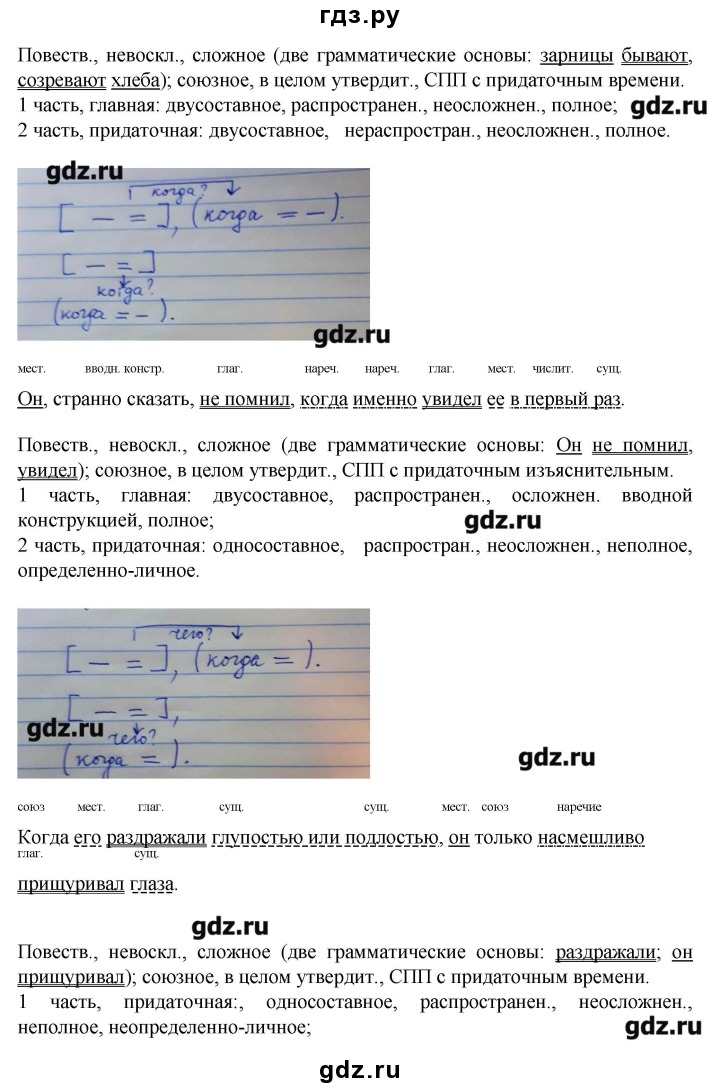 гдз.ру
Повеств., невоскл., сложное (две грамматические основы: зарницы бывают,
созревают хлеба); союзное, в целом утвердит., СПП с придаточным времени.
1 часть, главная: двусоставное, распространен., неосложнен., полное;
gdz.ru
2 часть, придаточная: двусоставное, нераспростран., неосложнен., полное.
gdz.ru
когда?
[ — = ], (когда = –).
[ — = ]
когда?
(когда = –).
gdz.ru
мест. вводн. констр. глаг. нареч. нареч. глаг. мест. числит. сущ.
Он, странно сказать, не помнил, когда именно увидел ее в первый раз.
Повеств., невоскл., сложное (две грамматические основы: Он не помнил,
увидел); союзное, в целом утвердит., СПП с придаточным изъяснительным.
1 часть, главная: двусоставное, распространен., осложнен. вводной
конструкцией, полное;
gdz.ru
2 часть, придаточная: односоставное, распростран., неосложнен., неполное,
определенно-личное.
чего?
[ — = ], (когда = ).
[ — = ],
gdz.ru
чего?
(когда = ).
gdz.ru
союз мест. глаг. сущ. сущ. мест. союз наречие
Когда его раздражали глупостью или подлостью, он только насмешливо
глаг. сущ.
прищуривал глаза.
gdz.ru
Повеств., невоскл., сложное (две грамматические основы: раздражали; он
прищуривал); союзное, в целом утвердит., СПП с придаточным времени.
1 часть, придаточная:, односоставное, распространен., неосложнен.,
неполное, неопределенно-личное;
gdz.ru
gdz.ru